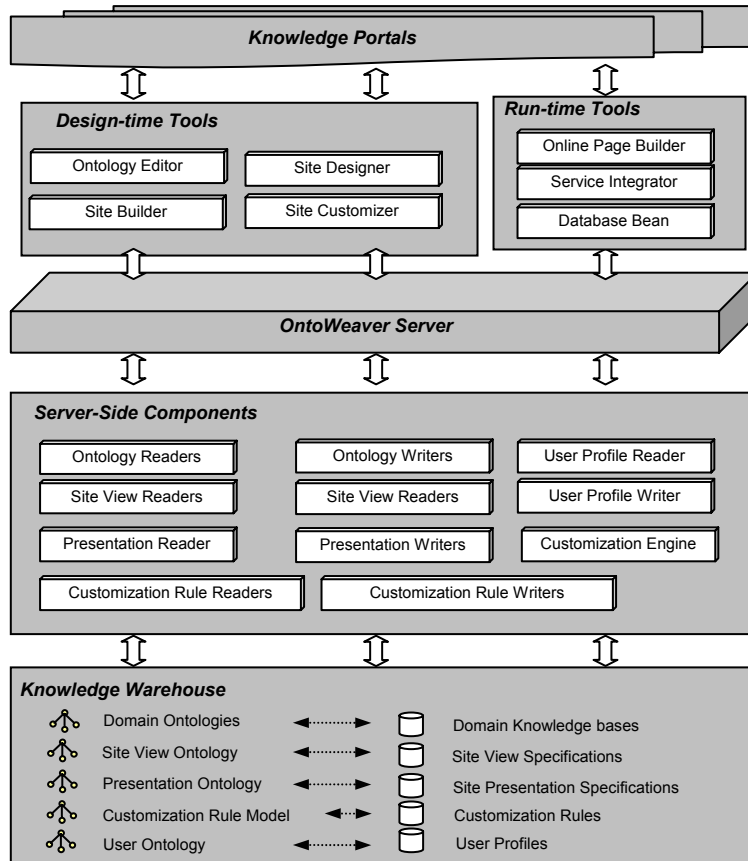 Knowledge Portals
Design-time Tools
Ontology Editor
Site Designer
Site Builder
Site Customizer
Run-time Tools
Online Page Builder
Service Integrator
Database Bean
OntoWeaver Server
Server-Side Components
Ontology Readers
Ontology Writers
User Profile Reader
Site View Readers
Site View Readers
User Profile Writer
Presentation Reader
Presentation Writers
Customization Engine
Customization Rule Readers
Customization Rule Writers
Knowledge Warehouse
Domain Ontologies
Domain Knowledge bases
Site View Ontology
Site View Specifications
Presentation Ontology
Site Presentation Specifications
Customization Rule Model
Customization Rules
User Ontology
User Profiles